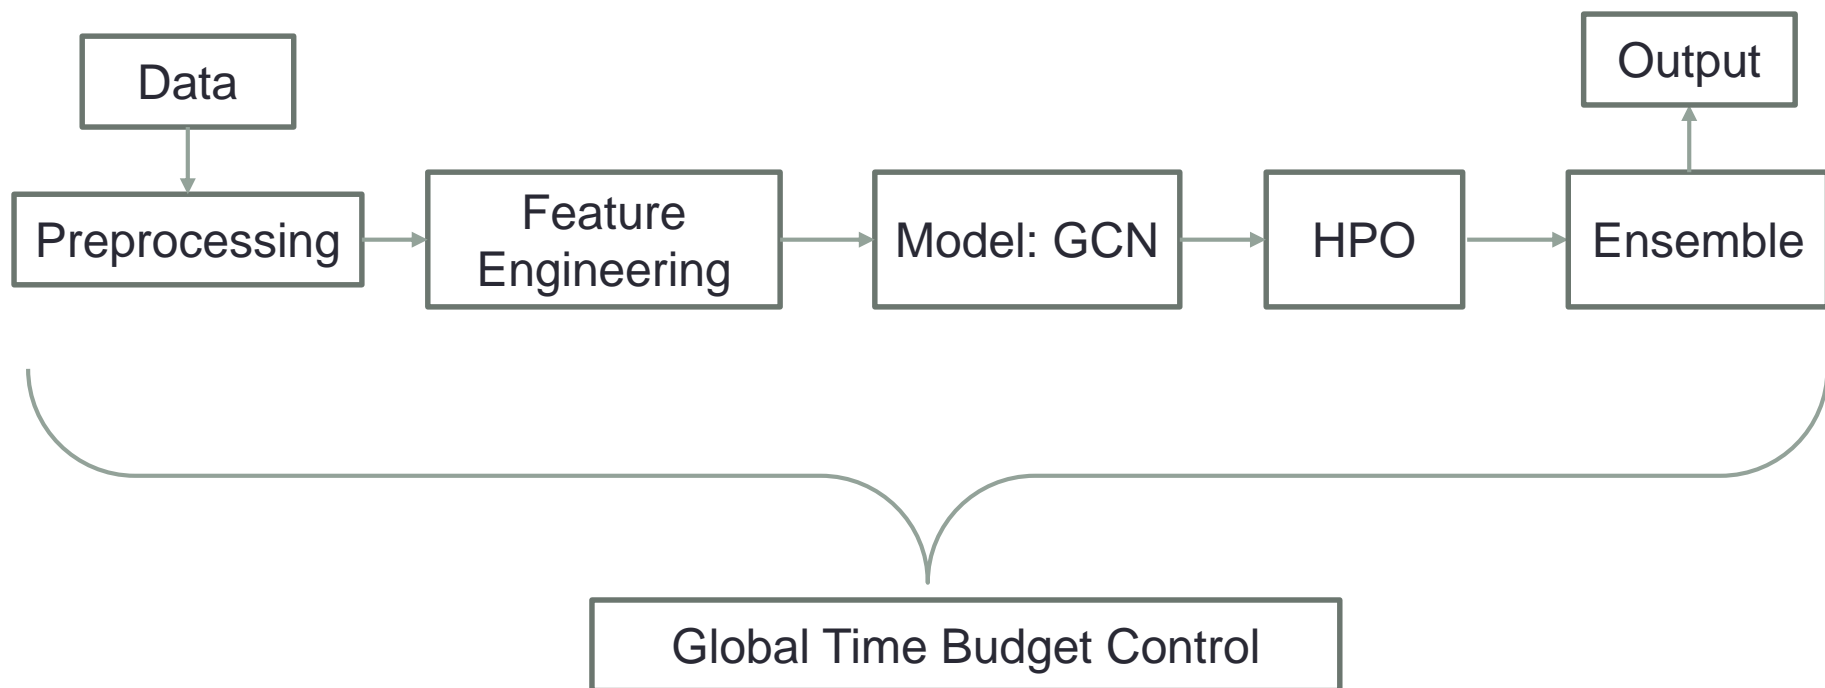 Data
Output
Preprocessing
Feature
Engineering
Model: GCN
HPO
Ensemble
Global Time Budget Control